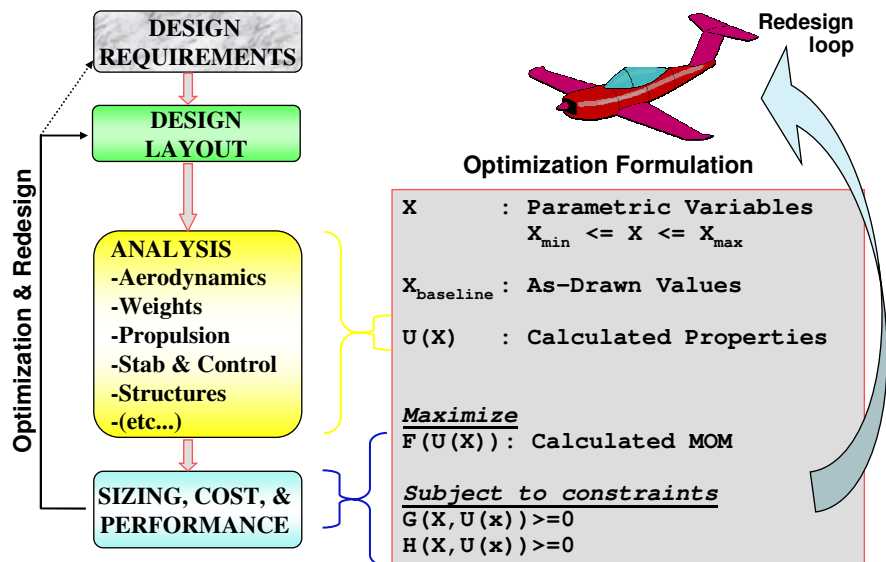 DESIGN
REQUIREMENTS
DESIGN
LAYOUT
ANALYSIS
-Aerodynamics
-Weights
-Propulsion
-Stab & Control
-Structures
-(etc...)
SIZING, COST, &
PERFORMANCE
Optimization & Redesign
Redesign
loop
Optimization Formulation
X : Parametric Variables
Xmin <= X <= Xmax
Xbaseline : As-Drawn Values
U(X) : Calculated Properties
Maximize
F(U(X)): Calculated MOM
Subject to constraints
G(X,U(x))>=0
H(X,U(x))>=0